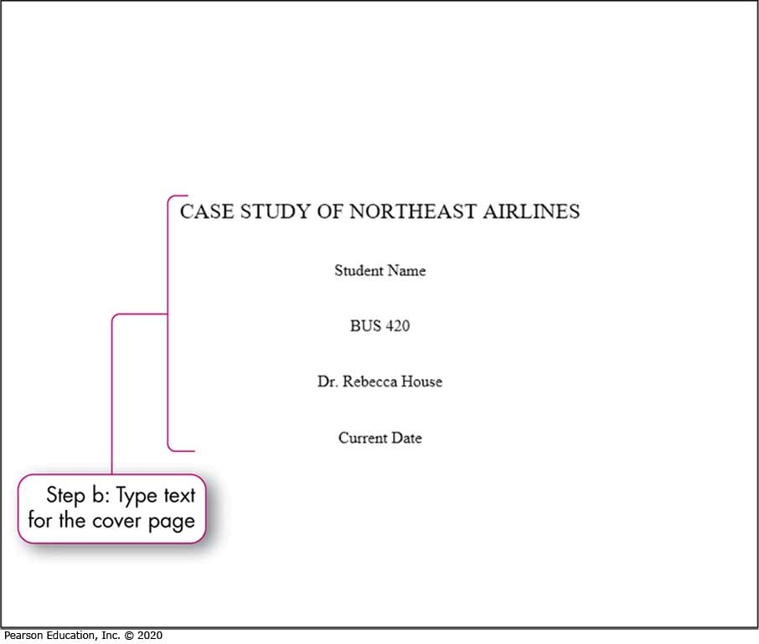 CASE STUDY OF NORTHEAST AIRLINES
Student Name
BUS 420
Dr. Rebecca House
Current Date
Step b: Type text
for the cover page
Pearson Education, Inc. © 2020